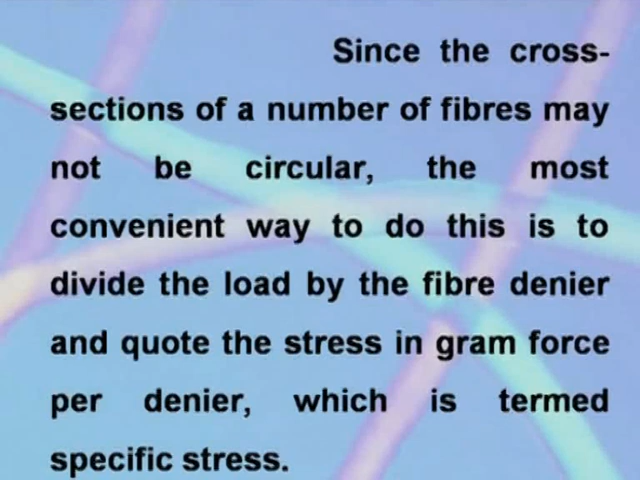 Since the cross-
sections of a number of fibres may
not be circular, the most
convenient way to do this is to
divide the load by the fibre denier
and quote the stress in gram force
per denier, which is termed
specific stress.